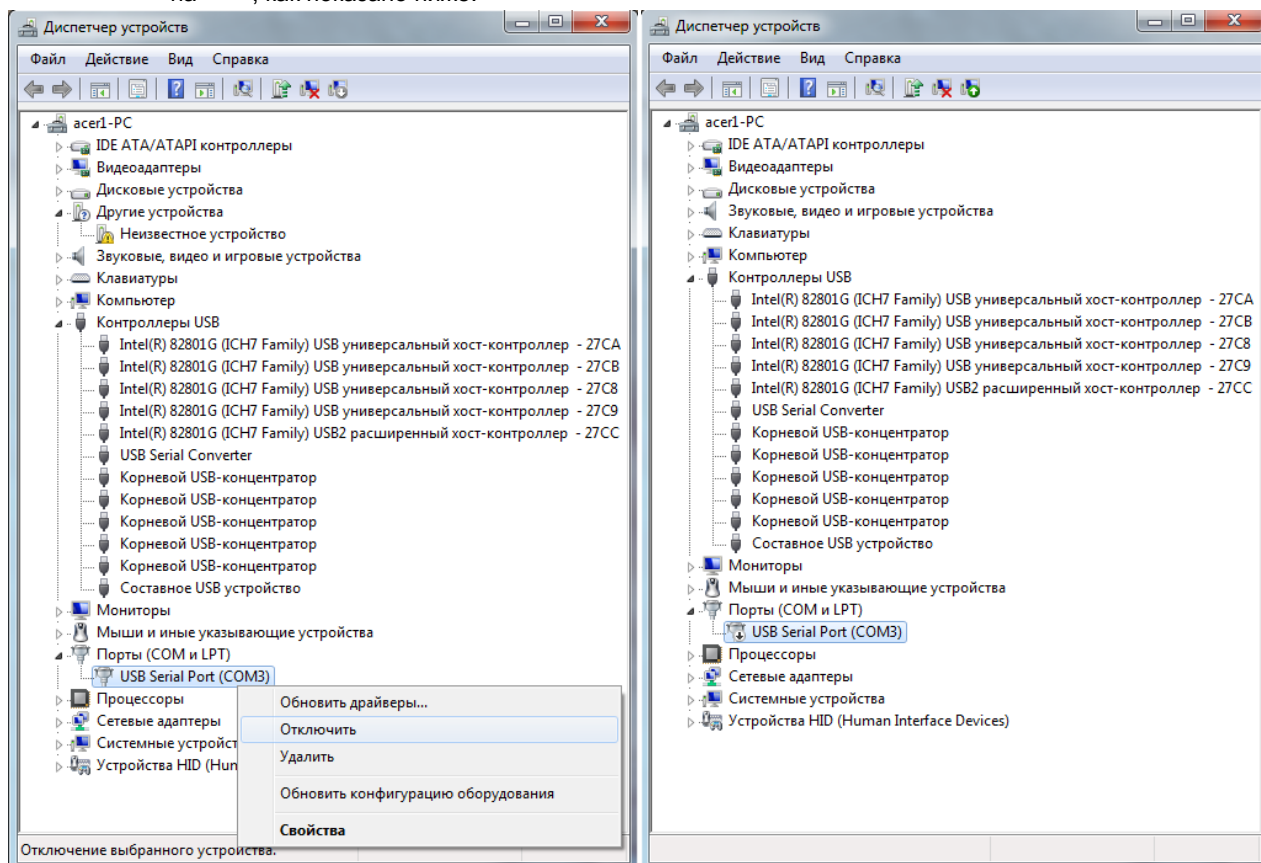 как показано ниже.
Диспетчер устройств
Файл Действие Вид Справка
acer1-PC
IDE ATA/ATAPI контроллеры
Видеоадаптеры
Дисковые устройства
Другие устройства
Неизвестное устройство
Звуковые, видео и игровые устройства
Клавиатуры
Компьютер
Контроллеры USB
Intel(R) 82801G (ICH7 Family) USB универсальный хост-контроллер - 27CA
Intel(R) 82801G (ICH7 Family) USB универсальный хост-контроллер - 27CB
Intel(R) 82801G (ICH7 Family) USB универсальный хост-контроллер - 27C8
Intel(R) 82801G (ICH7 Family) USB универсальный хост-контроллер - 27C9
Intel(R) 82801G (ICH7 Family) USB2 расширенный хост-контроллер - 27CC
USB Serial Converter
Корневой USB-концентратор
Корневой USB-концентратор
Корневой USB-концентратор
Корневой USB-концентратор
Корневой USB-концентратор
Составное USB устройство
Мониторы
Мыши и иные указывающие устройства
Порты (COM и LPT)
USB Serial Port (COM3)
Процессоры
Сетевые адаптеры
Системные устройст
Устройства HID (Hun
Обновить драйверы...
Отключить
Удалить
Обновить конфигурацию оборудования
Свойства
Отключение выбранного устройства.
Диспетчер устройств
Файл Действие Вид Справка
acer1-PC
IDE ATA/ATAPI контроллеры
Видеоадаптеры
Дисковые устройства
Звуковые, видео и игровые устройства
Клавиатуры
Компьютер
Контроллеры USB
Intel(R) 82801G (ICH7 Family) USB универсальный хост-контроллер - 27CA
Intel(R) 82801G (ICH7 Family) USB универсальный хост-контроллер - 27CB
Intel(R) 82801G (ICH7 Family) USB универсальный хост-контроллер - 27C8
Intel(R) 82801G (ICH7 Family) USB универсальный хост-контроллер - 27C9
Intel(R) 82801G (ICH7 Family) USB2 расширенный хост-контроллер - 27CC
USB Serial Converter
Корневой USB-концентратор
Корневой USB-концентратор
Корневой USB-концентратор
Корневой USB-концентратор
Корневой USB-концентратор
Составное USB устройство
Мониторы
Мыши и иные указывающие устройства
Порты (COM и LPT)
USB Serial Port (COM3)
Процессоры
Сетевые адаптеры
Системные устройства
Устройства HID (Human Interface Devices)